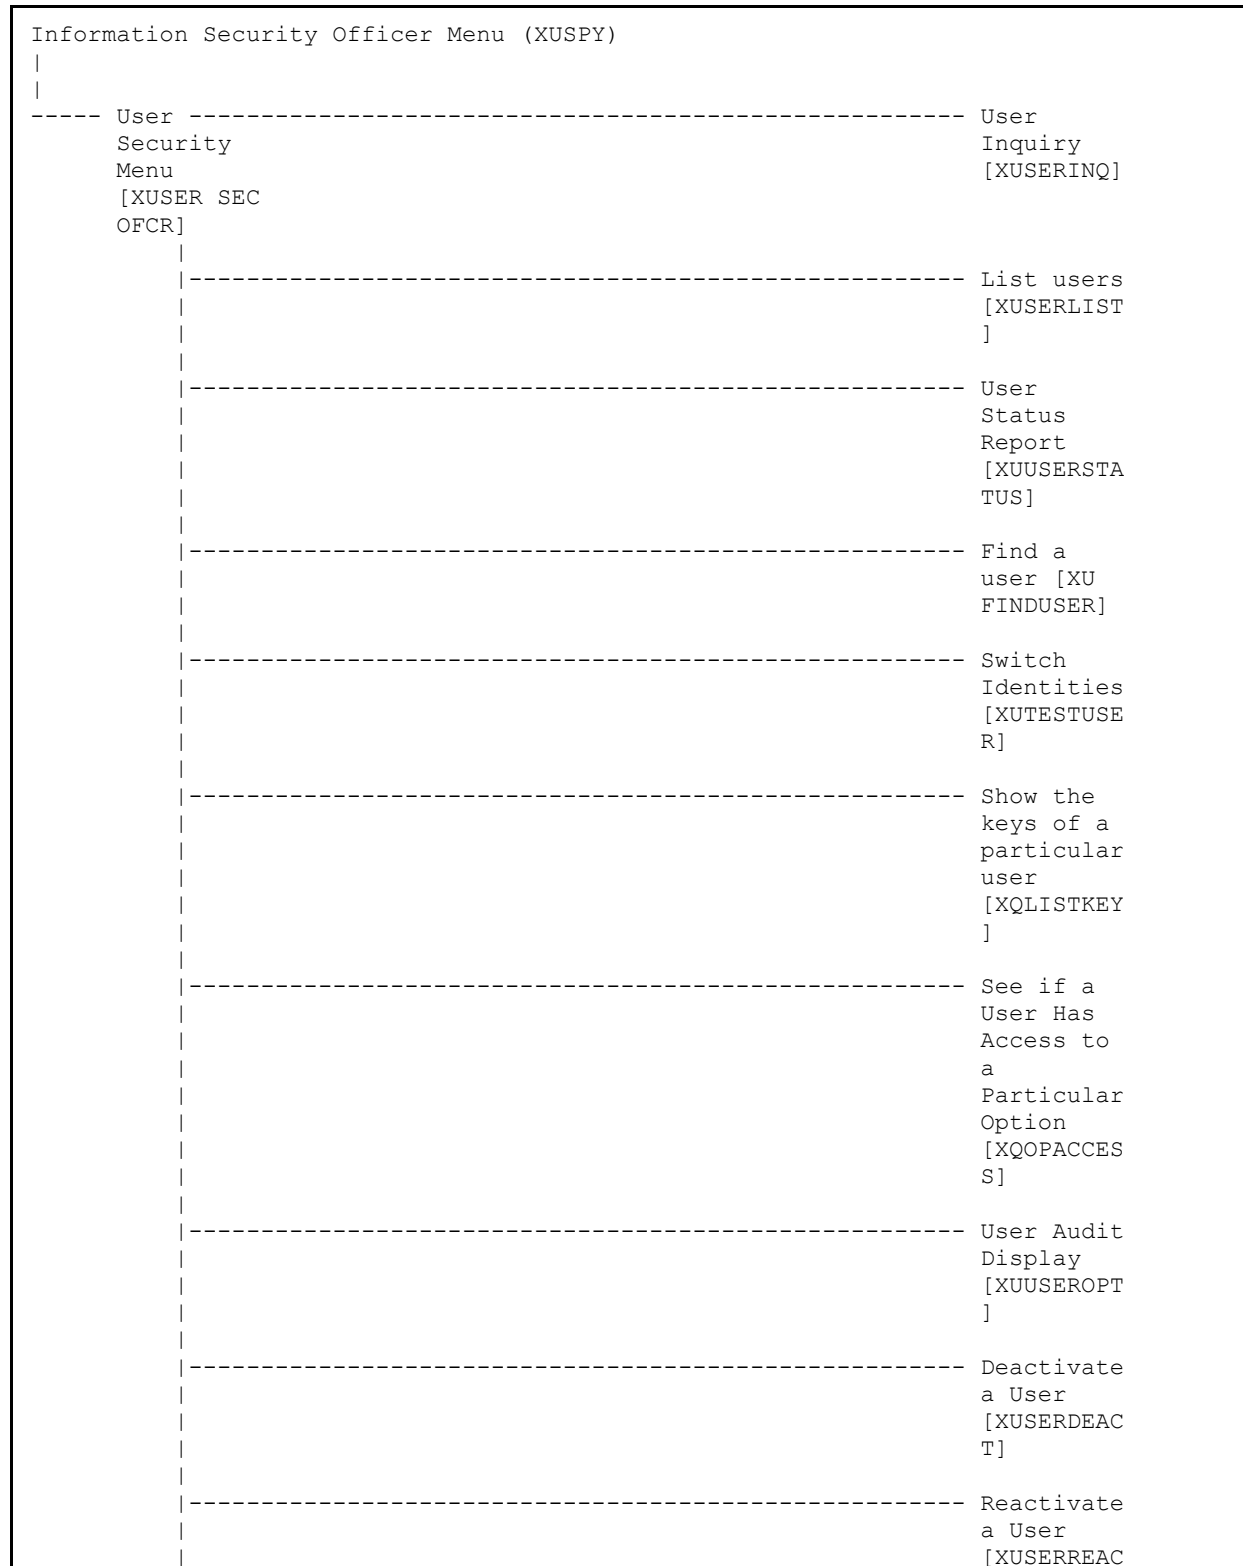 Information Security Officer Menu (XUSPY)
|
|
----- User ------------------------------------------------------ User
      Security                                                    Inquiry
      Menu                                                        [XUSERINQ]
      [XUSER SEC
      OFCR]
          |
          |------------------------------------------------------ List users
          |                                                       [XUSERLIST
          |                                                       ]
          |
          |------------------------------------------------------ User
          |                                                       Status
          |                                                       Report
          |                                                       [XUUSERSTA
          |                                                       TUS]
          |
          |------------------------------------------------------ Find a
          |                                                       user [XU
          |                                                       FINDUSER]
          |
          |------------------------------------------------------ Switch
          |                                                       Identities
          |                                                       [XUTESTUSE
          |                                                       R]
          |
          |------------------------------------------------------ Show the
          |                                                       keys of a
          |                                                       particular
          |                                                       user
          |                                                       [XQLISTKEY
          |                                                       ]
          |
          |------------------------------------------------------ See if a
          |                                                       User Has
          |                                                       Access to
          |                                                       a
          |                                                       Particular
          |                                                       Option
          |                                                       [XQOPACCES
          |                                                       S]
          |
          |------------------------------------------------------ User Audit
          |                                                       Display
          |                                                       [XUUSEROPT
          |                                                       ]
          |
          |------------------------------------------------------ Deactivate
          |                                                       a User
          |                                                       [XUSERDEAC
          |                                                       T]
          |
          |------------------------------------------------------ Reactivate
          |                                                       a User
          |                                                       [XUSERREAC